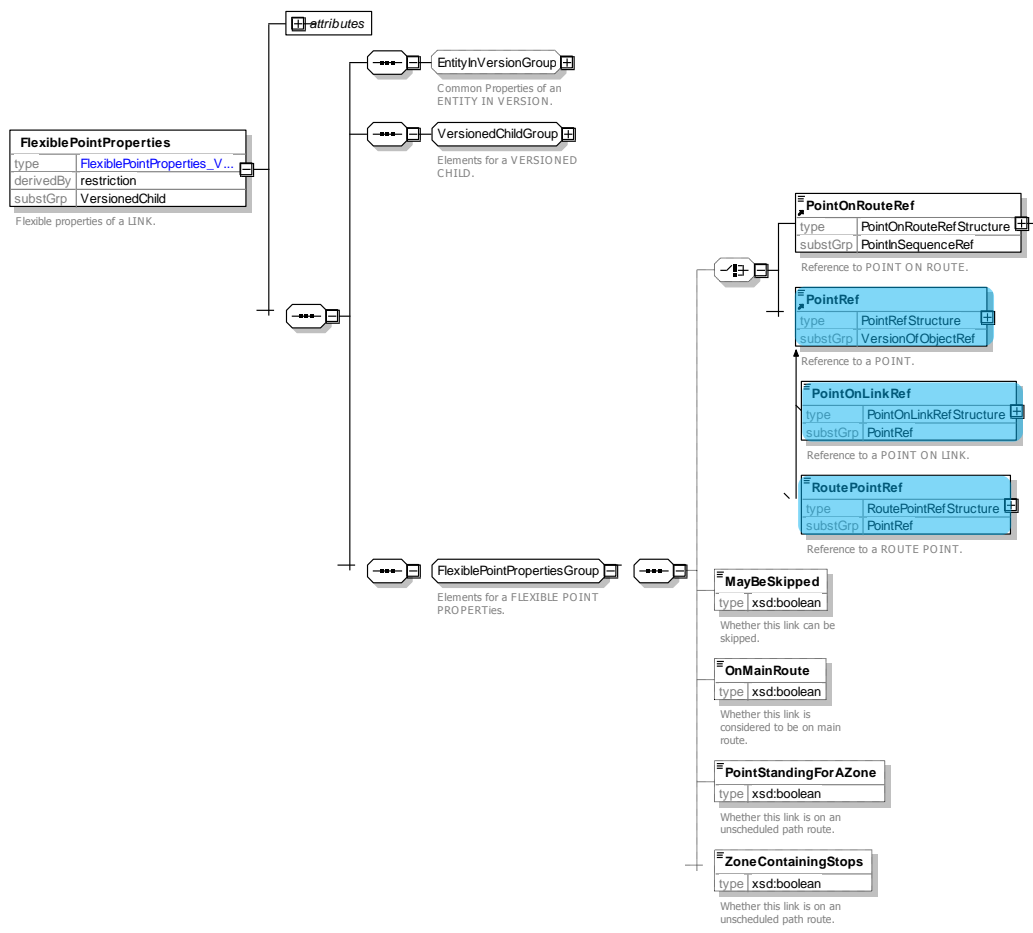 attributes
EntityInVersionGroup
Common Properties of an
ENTITY IN VERSION.
VersionedChildGroup
Elements for a VERSIONED
CHILD.
FlexiblePointProperties
type FlexiblePointProperties_V...
derivedBy restriction
substGrp VersionedChild
Flexible properties of a LINK.
PointOnRouteRef
type PointOnRouteRefStructure
substGrp PointInSequenceRef
Reference to POINT ON ROUTE.
PointRef
type PointRefStructure
substGrp VersionOfObjectRef
Reference to a POINT.
PointOnLinkRef
type PointOnLinkRefStructure
substGrp PointRef
Reference to a POINT ON LINK.
RoutePointRef
type RoutePointRefStructure
substGrp PointRef
Reference to a ROUTE POINT.
FlexiblePointPropertiesGroup
Elements for a FLEXIBLE POINT
PROPERTies.
MayBeSkipped
type xsd:boolean
Whether this link can be
skipped.
OnMainRoute
type xsd:boolean
Whether this link is
considered to be on main
route.
PointStandingForAZone
type xsd:boolean
Whether this link is on an
unscheduled path route.
ZoneContainingStops
type xsd:boolean
Whether this link is on an
unscheduled path route.